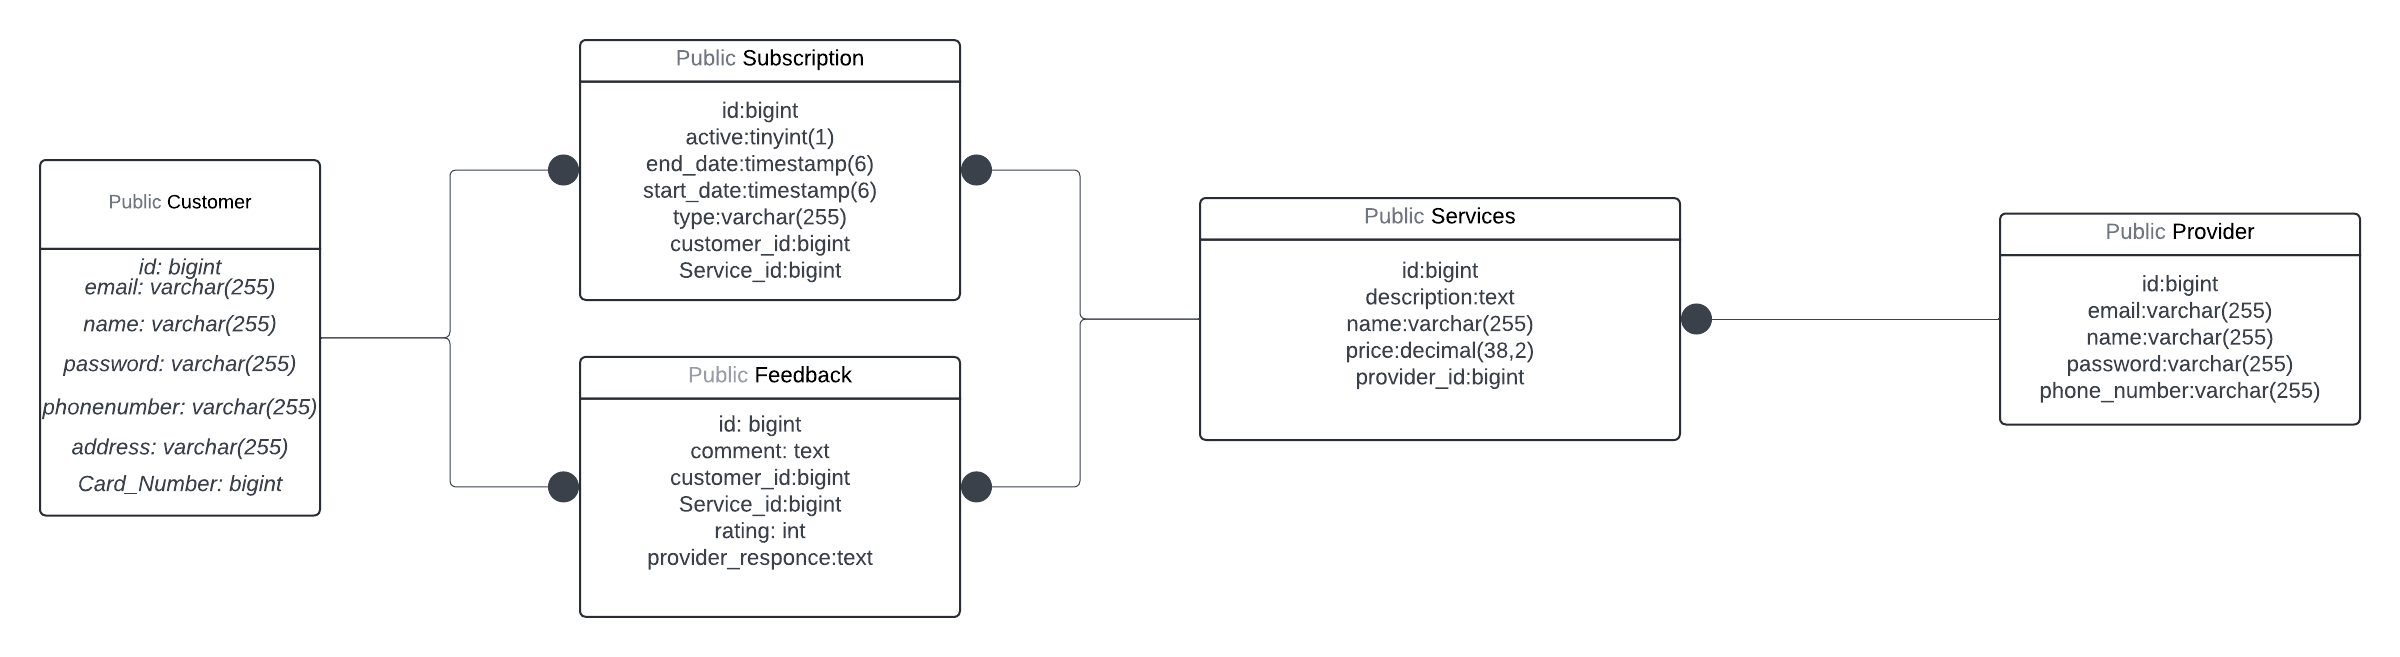 Public Customer
id: bigint
email: varchar(255)
name: varchar(255)
password: varchar(255)
phonenumber: varchar(255)
address: varchar(255)
Card_Number: bigint
Public Subscription
id:bigint
active:tinyint(1)
end_date:timestamp(6)
start_date:timestamp(6)
type:varchar(255)
customer_id:bigint
Service_id:bigint
Public Feedback
id: bigint
comment: text
customer_id:bigint
Service_id:bigint
rating: int
provider_responce:text
Public Services
id:bigint
description:text
name:varchar(255)
price:decimal(38,2)
provider_id:bigint
Public Provider
id:bigint
email:varchar(255)
name:varchar(255)
password:varchar(255)
phone_number:varchar(255)